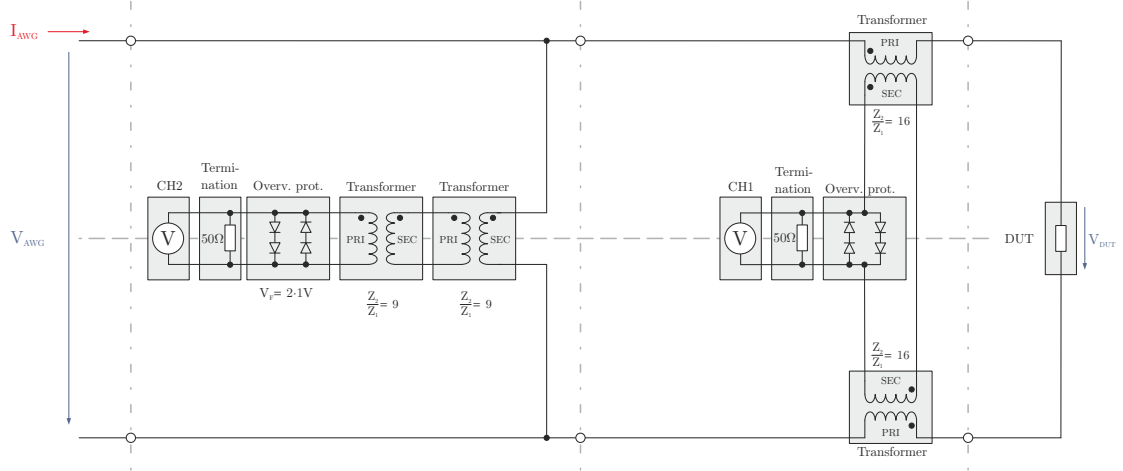 Transformer
I_AWG
PRI
SEC
Z₂/Z₁ = 16
CH2
Termi-
nation
Overv. prot.
Transformer
Transformer
CH1
Termi-
nation
Overv. prot.
V_AWG
V
50Ω
PRI
SEC
PRI
SEC
V
50Ω
DUT
V_DUT
V_F = 2·1V
Z₂/Z₁ = 9
Z₂/Z₁ = 9
Z₂/Z₁ = 16
SEC
PRI
Transformer